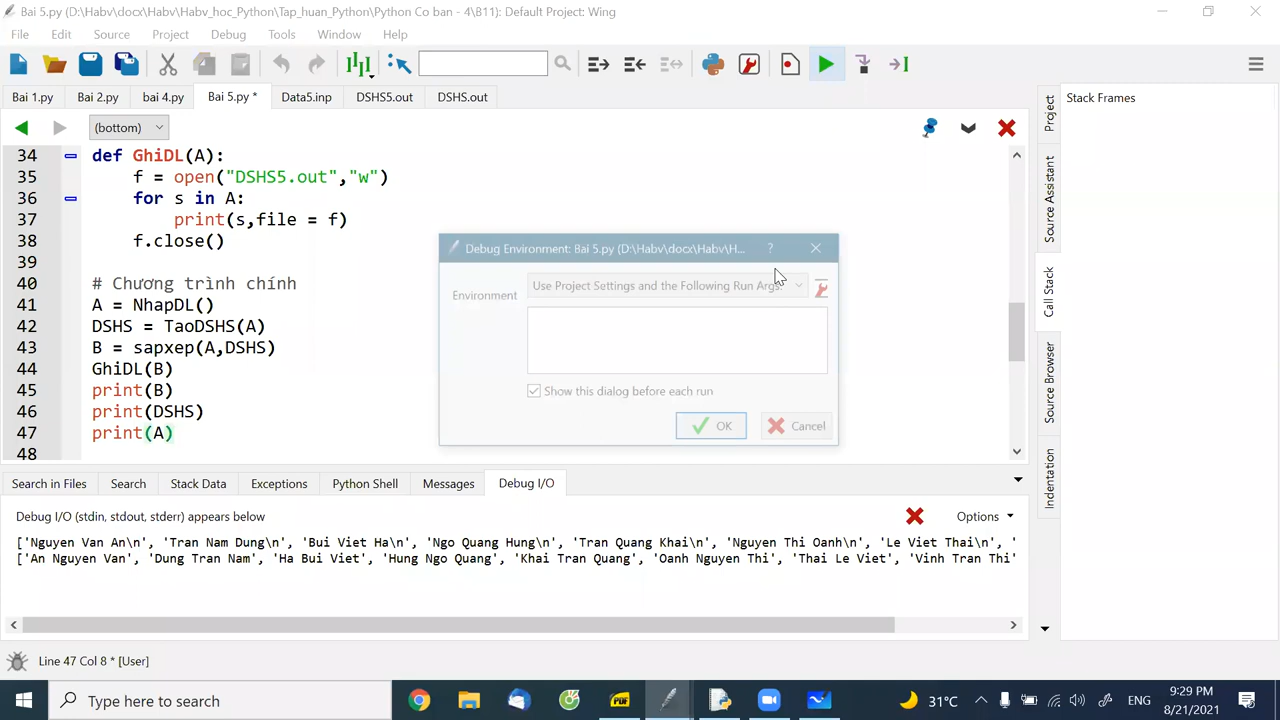 Bai 5.py (D:\Habv\docx\Habv\Habv_hoc_Python\Tap_huan_Python\Python Co ban - 4\B11): Default Project: Wing
File Edit Source Project Debug Tools Window Help
Bai 1.py Bai 2.py bai 4.py Bai 5.py * Data5.inp DSHS5.out DSHS.out
(bottom)
34 def GhiDL(A):
35 f = open("DSHS5.out","w")
36 for s in A:
37 print(s,file = f)
38 f.close()
39
40 # Chương trình chính
41 A = NhapDL()
42 DSHS = TaoDSHS(A)
43 B = sapxep(A,DSHS)
44 GhiDL(B)
45 print(B)
46 print(DSHS)
47 print(A)
48
Debug Environment: Bai 5.py (D:\Habv\docx\Habv\H... ?
Environment
Use Project Settings and the Following Run Args:
Show this dialog before each run
OK Cancel
Stack Frames
Project
Source Assistant
Call Stack
Source Browser
Indentation
Search in Files Search Stack Data Exceptions Python Shell Messages Debug I/O
Debug I/O (stdin, stdout, stderr) appears below
Options
['Nguyen Van An\n', 'Tran Nam Dung\n', 'Bui Viet Ha\n', 'Ngo Quang Hung\n', 'Tran Quang Khai\n', 'Nguyen Thi Oanh\n', 'Le Viet Thai\n', '
['An Nguyen Van', 'Dung Tran Nam', 'Ha Bui Viet', 'Hung Ngo Quang', 'Khai Tran Quang', 'Oanh Nguyen Thi', 'Thai Le Viet', 'Vinh Tran Thi'
Line 47 Col 8 * [User]
Type here to search
PDF
31°C
ENG
9:29 PM
8/21/2021